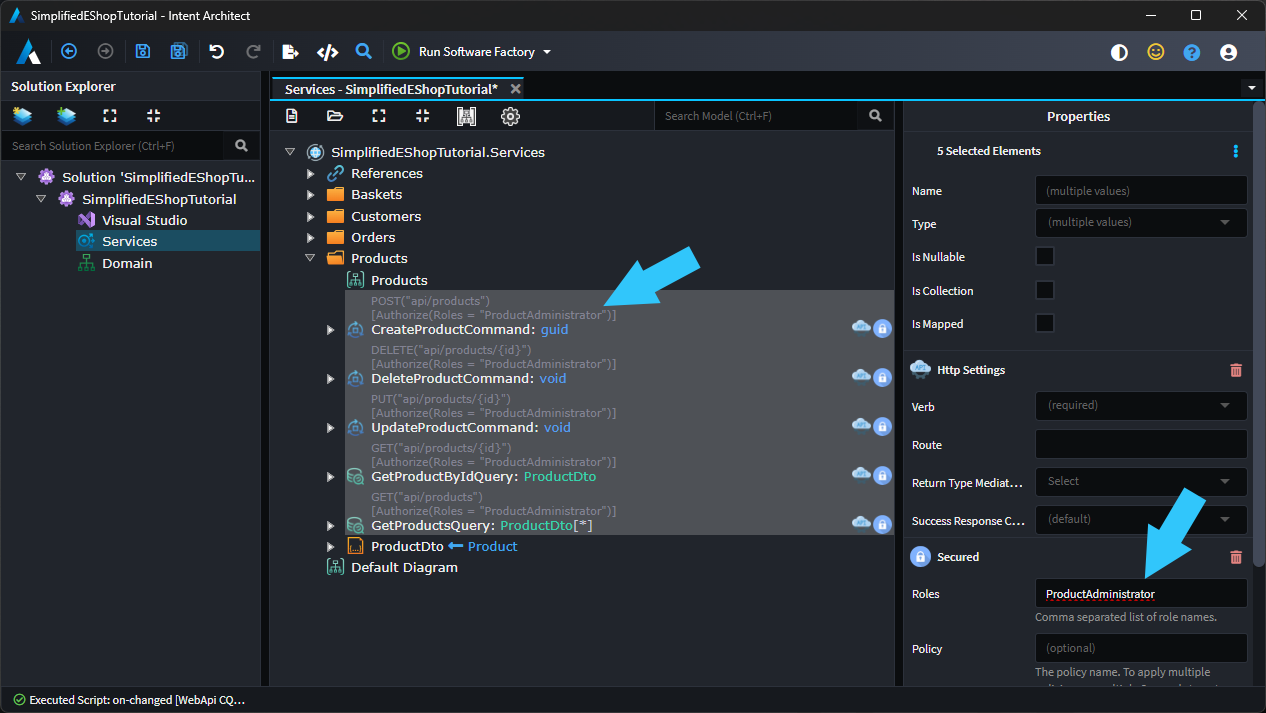 SimplifiedEShopTutorial - Intent Architect
Run Software Factory
Solution Explorer
Search Solution Explorer (Ctrl+F)
Solution 'SimplifiedEShopTu...
SimplifiedEShopTutorial
Visual Studio
Services
Domain
Services - SimplifiedEShopTutorial*
Search Model (Ctrl+F)
SimplifiedEShopTutorial.Services
References
Baskets
Customers
Orders
Products
Products
POST("api/products")
[Authorize(Roles = "ProductAdministrator")]
CreateProductCommand: guid
DELETE("api/products/{id}")
[Authorize(Roles = "ProductAdministrator")]
DeleteProductCommand: void
PUT("api/products/{id}")
[Authorize(Roles = "ProductAdministrator")]
UpdateProductCommand: void
GET("api/products/{id}")
[Authorize(Roles = "ProductAdministrator")]
GetProductByIdQuery: ProductDto
GET("api/products")
[Authorize(Roles = "ProductAdministrator")]
GetProductsQuery: ProductDto[*]
ProductDto Product
Default Diagram
Properties
5 Selected Elements
Name (multiple values)
Type (multiple values)
Is Nullable
Is Collection
Is Mapped
API Http Settings
Verb (required)
Route
Return Type Mediat... Select
Success Response C... (default)
Secured
Roles ProductAdministrator
Comma separated list of role names.
Policy (optional)
The policy name. To apply multiple
Executed Script: on-changed [WebApi CQ...